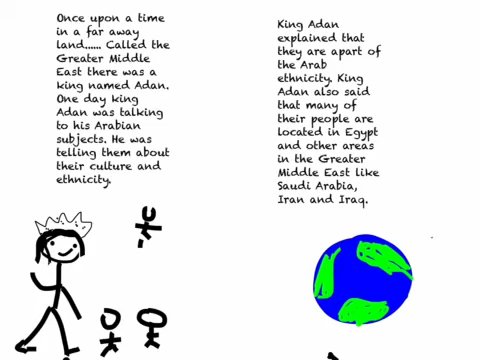 Once upon a time
in a far away
land...... Called the
Greater Middle
East there was a
king named Adan.
One day king
Adan was talking
to his Arabian
subjects. He was
telling them about
their culture and
ethnicity.
King Adan
explained that
they are apart of
the Arab
ethnicity. King
Adan also said
that many of
their people are
located in Egypt
and other areas
in the Greater
Middle East like
Saudi Arabia,
Iran and Iraq.